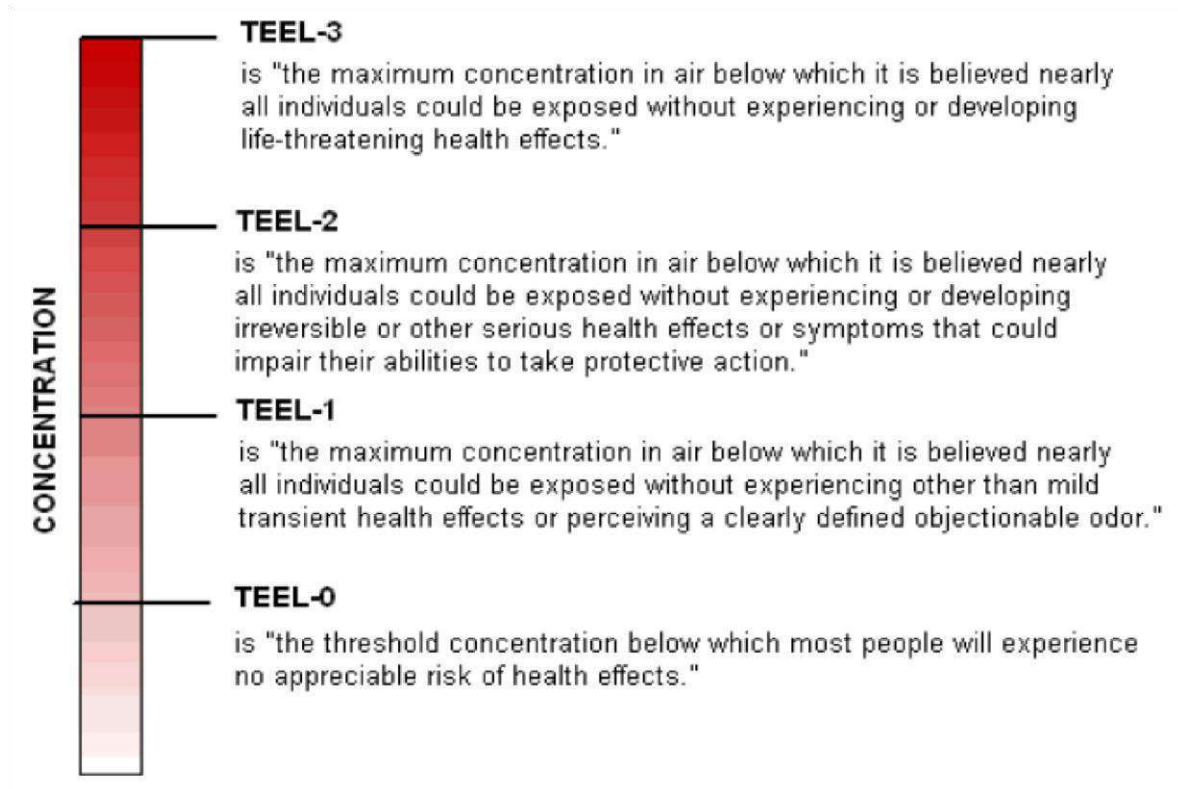 TEEL-3
is "the maximum concentration in air below which it is believed nearly
all individuals could be exposed without experiencing or developing
life-threatening health effects."
TEEL-2
is "the maximum concentration in air below which it is believed nearly
all individuals could be exposed without experiencing or developing
irreversible or other serious health effects or symptoms that could
impair their abilities to take protective action."
CONCENTRATION
TEEL-1
is "the maximum concentration in air below which it is believed nearly
all individuals could be exposed without experiencing other than mild
transient health effects or perceiving a clearly defined objectionable odor."
TEEL-0
is "the threshold concentration below which most people will experience
no appreciable risk of health effects."